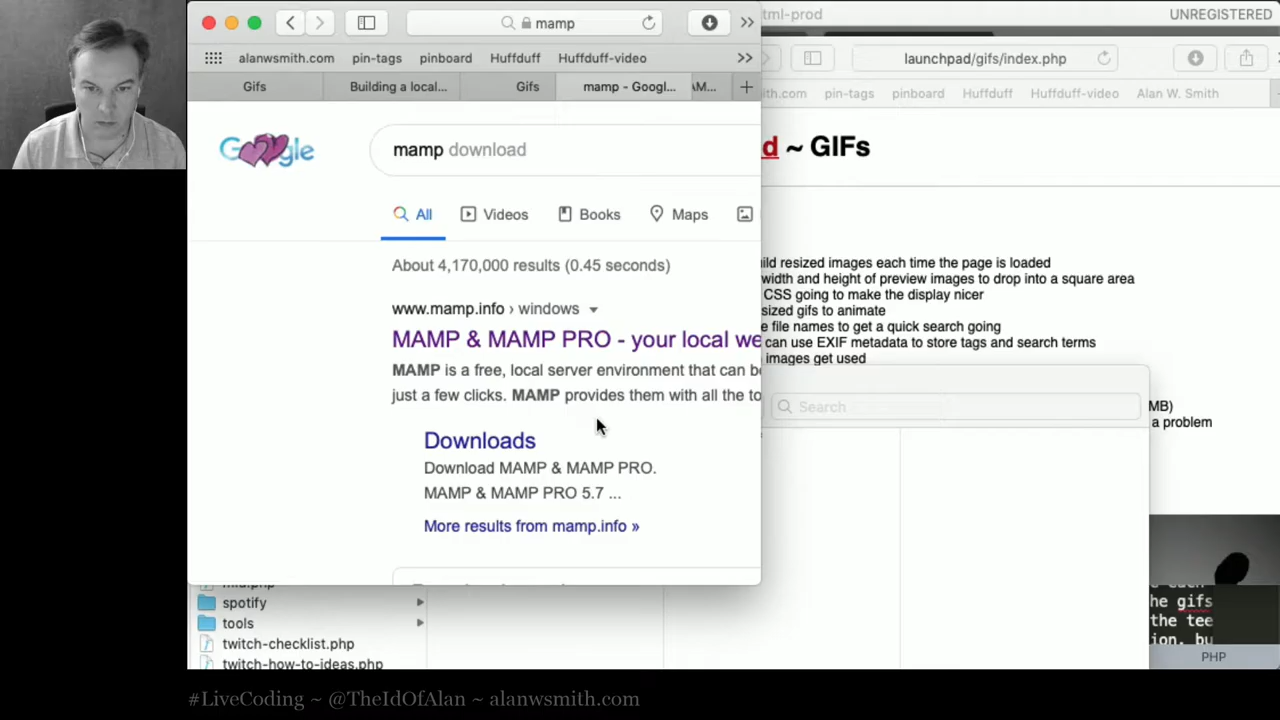 mamp
tml-prod
UNREGISTERED
alanwsmith.com pin-tags pinboard Huffduff Huffduff-video
launchpad/gifs/index.php
Gifs Building a local... Gifs mamp - Googl...
th.com pin-tags pinboard Huffduff Huffduff-video Alan W. Smith
Google
mamp download
d ~ GIFs
All Videos Books Maps
About 4,170,000 results (0.45 seconds)
www.mamp.info › windows
MAMP & MAMP PRO - your local we
MAMP is a free, local server environment that can be
just a few clicks. MAMP provides them with all the to
Downloads
Download MAMP & MAMP PRO.
MAMP & MAMP PRO 5.7 ...
More results from mamp.info »
ild resized images each time the page is loaded
width and height of preview images to drop into a square area
CSS going to make the display nicer
sized gifs to animate
e file names to get a quick search going
can use EXIF metadata to store tags and search terms
images get used
Search
MB)
a problem
spotify
tools
twitch-checklist.php
twitch-how-to-ideas.php
he gifs
the tee
ion, bu
PHP
#LiveCoding ~ @TheIdOfAlan ~ alanwsmith.com